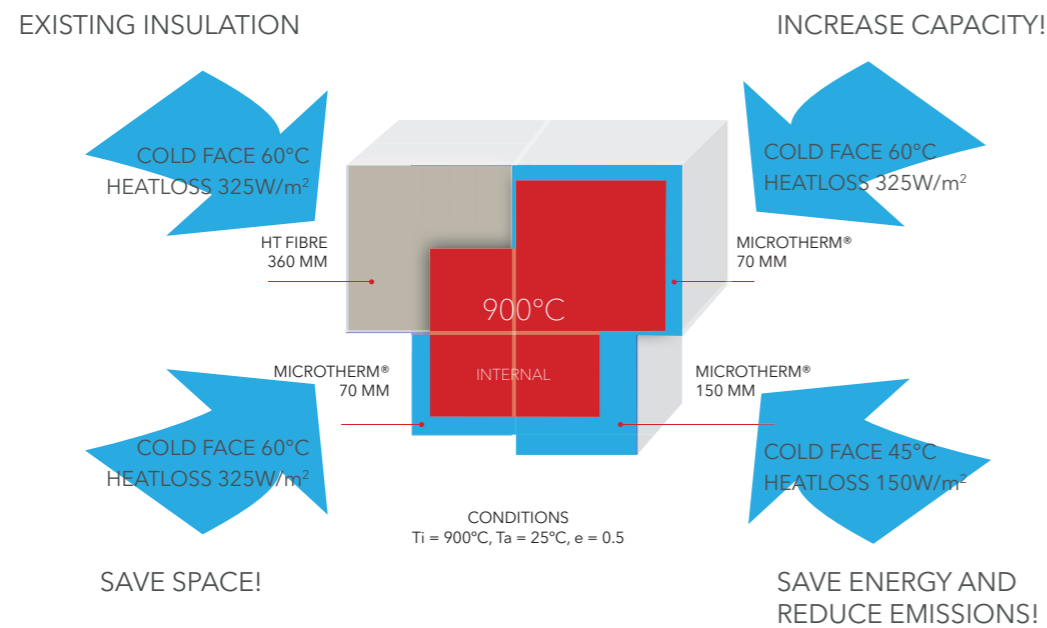 EXISTING INSULATION
INCREASE CAPACITY!
COLD FACE 60°C
HEATLOSS 325W/m²
COLD FACE 60°C
HEATLOSS 325W/m²
HT FIBRE
360 MM
MICROTHERM®
70 MM
900°C
INTERNAL
MICROTHERM®
70 MM
MICROTHERM®
150 MM
COLD FACE 60°C
HEATLOSS 325W/m²
COLD FACE 45°C
HEATLOSS 150W/m²
CONDITIONS
Ti = 900°C, Ta = 25°C, e = 0.5
SAVE SPACE!
SAVE ENERGY AND
REDUCE EMISSIONS!